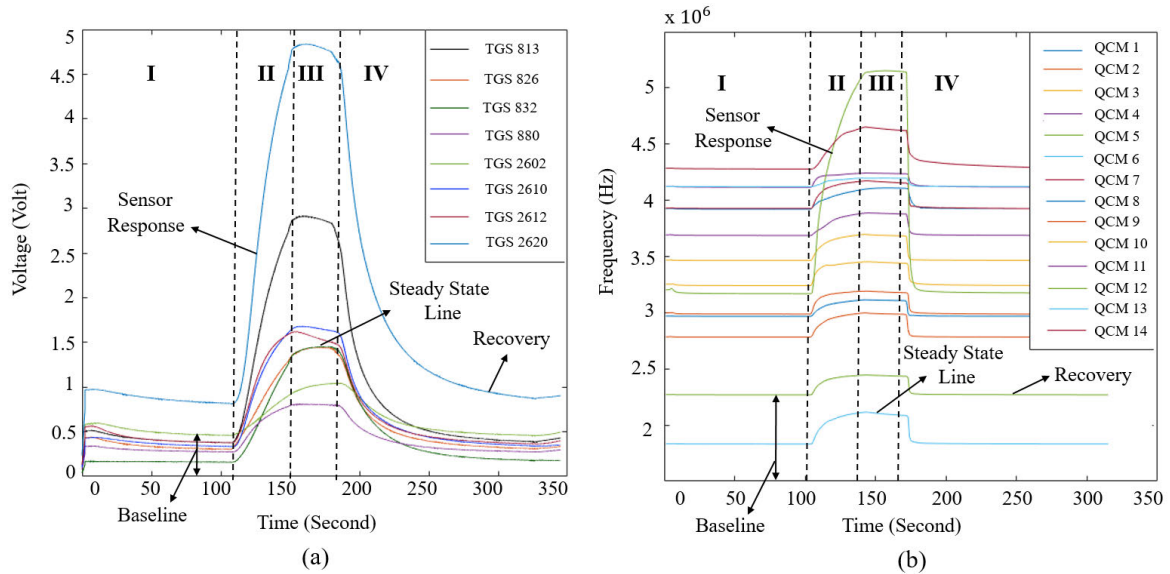 5
4.5
4
3.5
3
2.5
2
1.5
1
0.5
0
Voltage (Volt)
I
II
III
IV
TGS 813
TGS 826
TGS 832
TGS 880
TGS 2602
TGS 2610
TGS 2612
TGS 2620
Sensor
Response
Steady State
Line
Recovery
0 50 100 150 200 250 300 350
Baseline
Time (Second)
(a)
x 10⁶
5
4.5
4
3.5
3
2.5
2
Frequency (Hz)
I
II
III
IV
QCM 1
QCM 2
QCM 3
QCM 4
QCM 5
QCM 6
QCM 7
QCM 8
QCM 9
QCM 10
QCM 11
QCM 12
QCM 13
QCM 14
Sensor
Response
Steady State
Line
Recovery
0 50 100 150 200 250 300 350
Baseline
Time (Second)
(b)